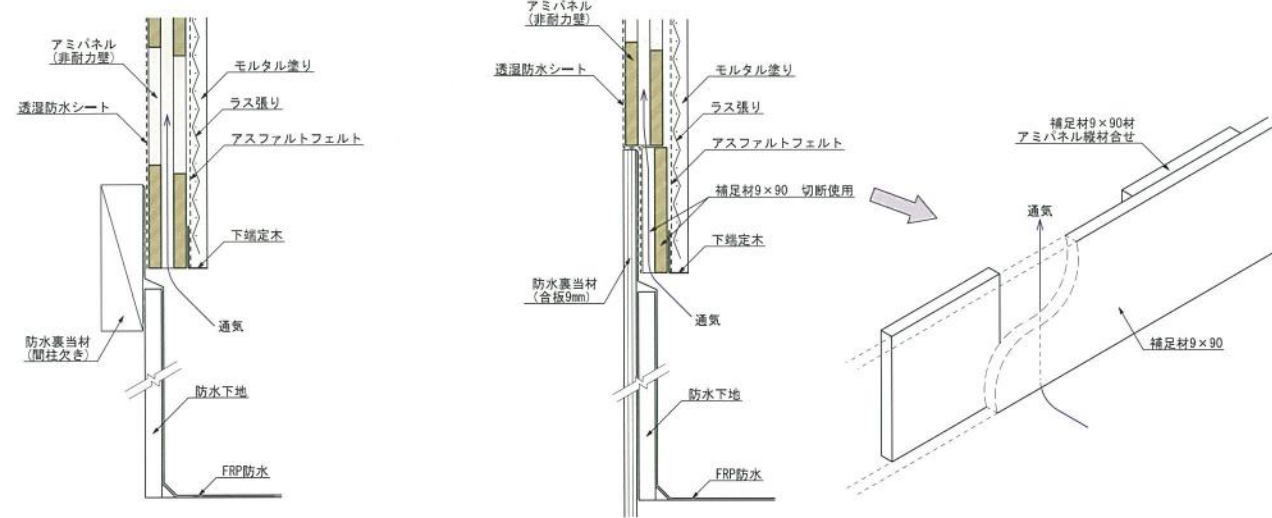 アミパネル
(非耐力壁)
透湿防水シート
モルタル塗り
ラス張り
アスファルトフェルト
下端定木
通気
防水裏当材
(間柱欠き)
防水下地
FRP防水
アミパネル
(非耐力壁)
透湿防水シート
モルタル塗り
ラス張り
アスファルトフェルト
補足材9×90 切断使用
下端定木
防水裏当材
(合板9mm)
通気
防水下地
FRP防水
補足材9×90材
アミパネル縦材合せ
通気
補足材9×90